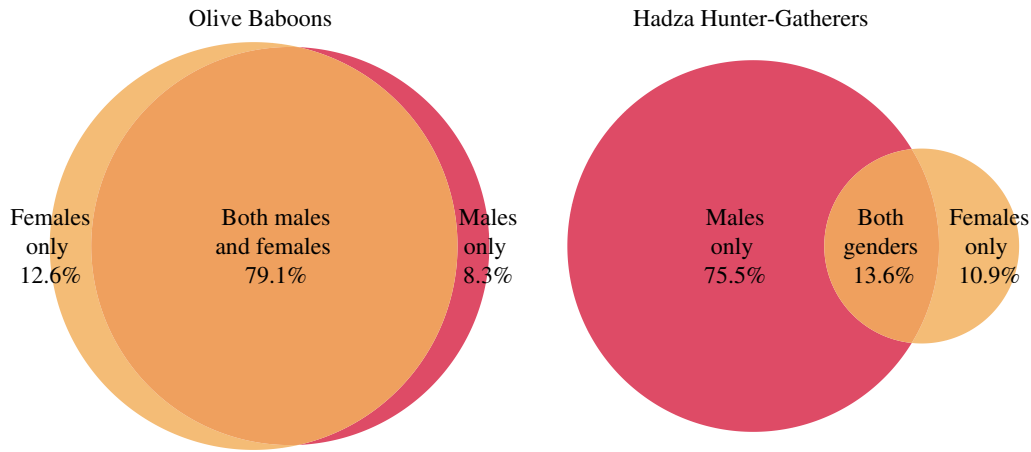 Olive Baboons
Females
only
12.6%
Both males
and females
79.1%
Males
only
8.3%
Hadza Hunter-Gatherers
Males
only
75.5%
Both
genders
13.6%
Females
only
10.9%